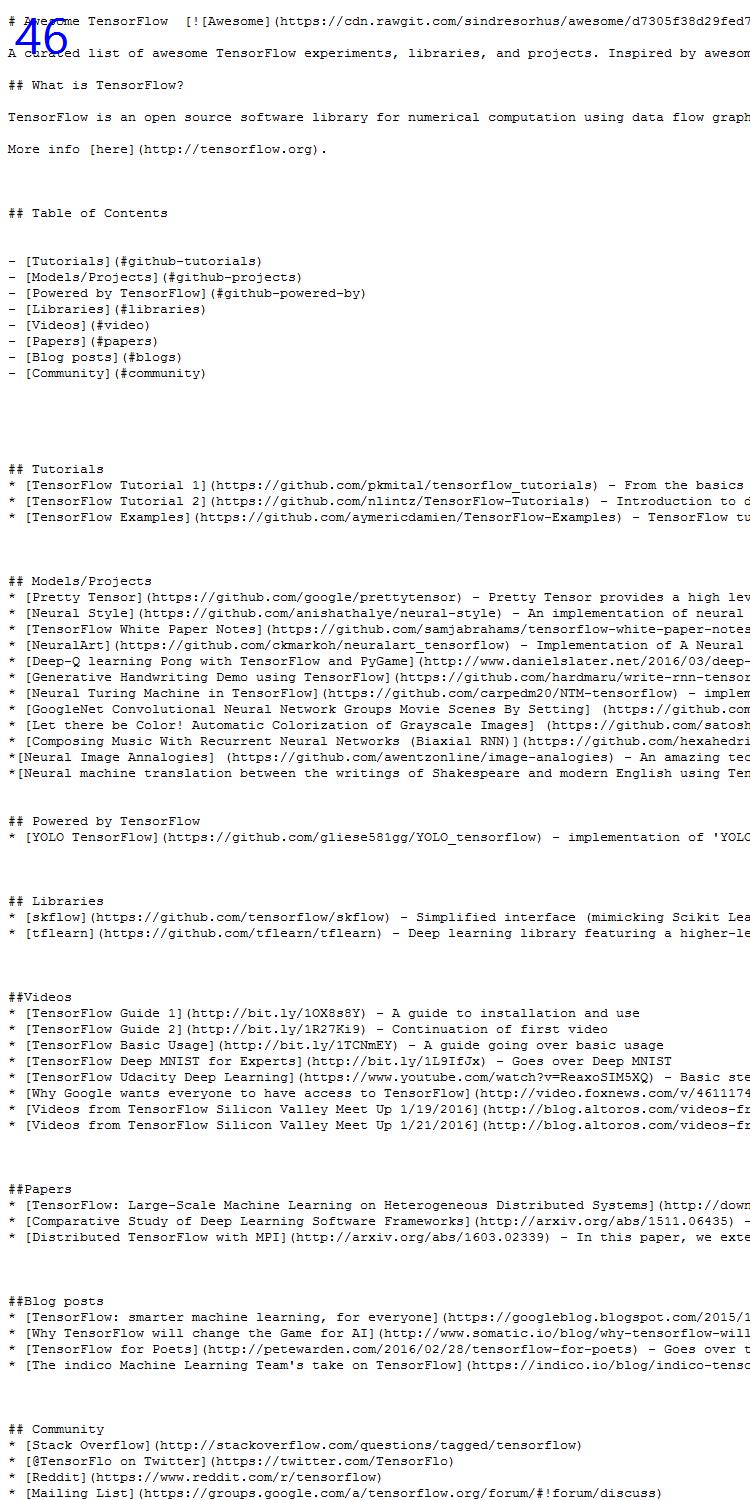 46
# Awesome TensorFlow  [![Awesome](https://cdn.rawgit.com/sindresorhus/awesome/d7305f38d29fed7
A curated list of awesome TensorFlow experiments, libraries, and projects. Inspired by awesom
## What is TensorFlow?
TensorFlow is an open source software library for numerical computation using data flow graph
More info [here](http://tensorflow.org).
## Table of Contents
- [Tutorials](#github-tutorials)
- [Models/Projects](#github-projects)
- [Powered by TensorFlow](#github-powered-by)
- [Libraries](#libraries)
- [Videos](#video)
- [Papers](#papers)
- [Blog posts](#blogs)
- [Community](#community)
## Tutorials
* [TensorFlow Tutorial 1](https://github.com/pkmital/tensorflow_tutorials) - From the basics
* [TensorFlow Tutorial 2](https://github.com/nlintz/TensorFlow-Tutorials) - Introduction to d
* [TensorFlow Examples](https://github.com/aymericdamien/TensorFlow-Examples) - TensorFlow tu
## Models/Projects
* [Pretty Tensor](https://github.com/google/prettytensor) - Pretty Tensor provides a high lev
* [Neural Style](https://github.com/anishathalye/neural-style) - An implementation of neural
* [TensorFlow White Paper Notes](https://github.com/samjabrahams/tensorflow-white-paper-notes
* [NeuralArt](https://github.com/ckmarkoh/neuralart_tensorflow) - Implementation of A Neural
* [Deep-Q learning Pong with TensorFlow and PyGame](http://www.danielslater.net/2016/03/deep-
* [Generative Handwriting Demo using TensorFlow](https://github.com/hardmaru/write-rnn-tensor
* [Neural Turing Machine in TensorFlow](https://github.com/carpedm20/NTM-tensorflow) - implem
* [GoogleNet Convolutional Neural Network Groups Movie Scenes By Setting] (https://github.com
* [Let there be Color! Automatic Colorization of Grayscale Images] (https://github.com/satosh
* [Composing Music With Recurrent Neural Networks (Biaxial RNN)](https://github.com/hexahedri
*[Neural Image Annalogies] (https://github.com/awentzonline/image-analogies) - An amazing tec
*[Neural machine translation between the writings of Shakespeare and modern English using Ten
## Powered by TensorFlow
* [YOLO TensorFlow](https://github.com/gliese581gg/YOLO_tensorflow) - implementation of 'YOLO
## Libraries
* [skflow](https://github.com/tensorflow/skflow) - Simplified interface (mimicking Scikit Lea
* [tflearn](https://github.com/tflearn/tflearn) - Deep learning library featuring a higher-le
##Videos
* [TensorFlow Guide 1](http://bit.ly/1OX8s8Y) - A guide to installation and use
* [TensorFlow Guide 2](http://bit.ly/1R27Ki9) - Continuation of first video
* [TensorFlow Basic Usage](http://bit.ly/1TCNmEY) - A guide going over basic usage
* [TensorFlow Deep MNIST for Experts](http://bit.ly/1L9IfJx) - Goes over Deep MNIST
* [TensorFlow Udacity Deep Learning](https://www.youtube.com/watch?v=ReaxoSIM5XQ) - Basic ste
* [Why Google wants everyone to have access to TensorFlow](http://video.foxnews.com/v/4611174
* [Videos from TensorFlow Silicon Valley Meet Up 1/19/2016](http://blog.altoros.com/videos-fr
* [Videos from TensorFlow Silicon Valley Meet Up 1/21/2016](http://blog.altoros.com/videos-fr
##Papers
* [TensorFlow: Large-Scale Machine Learning on Heterogeneous Distributed Systems](http://down
* [Comparative Study of Deep Learning Software Frameworks](http://arxiv.org/abs/1511.06435) -
* [Distributed TensorFlow with MPI](http://arxiv.org/abs/1603.02339) - In this paper, we exte
##Blog posts
* [TensorFlow: smarter machine learning, for everyone](https://googleblog.blogspot.com/2015/1
* [Why TensorFlow will change the Game for AI](http://www.somatic.io/blog/why-tensorflow-will
* [TensorFlow for Poets](http://petewarden.com/2016/02/28/tensorflow-for-poets) - Goes over t
* [The indico Machine Learning Team's take on TensorFlow](https://indico.io/blog/indico-tenso
## Community
* [Stack Overflow](http://stackoverflow.com/questions/tagged/tensorflow)
* [@TensorFlo on Twitter](https://twitter.com/TensorFlo)
* [Reddit](https://www.reddit.com/r/tensorflow)
* [Mailing List](https://groups.google.com/a/tensorflow.org/forum/#!forum/discuss)